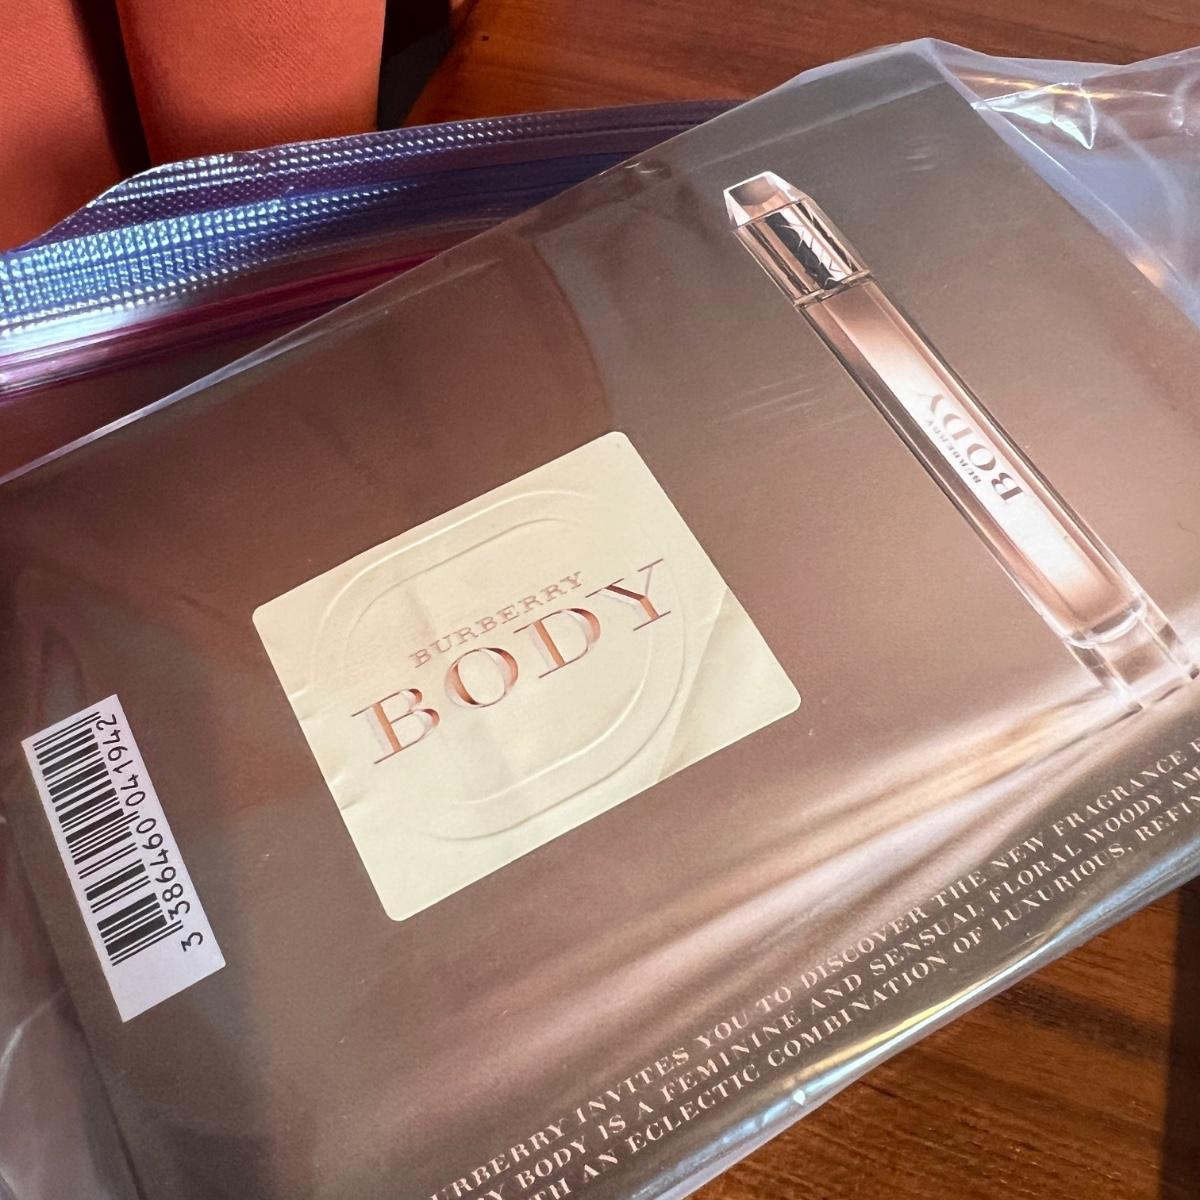 BURBERRY
BODY
BURBERRY
BODY
3 386460 041942
BURBERRY INVITES YOU TO DISCOVER THE NEW FRAGRANCE
BODY IS A FEMININE AND SENSUAL FLORAL WOODY
AN ECLECTIC COMBINATION OF LUXURIOUS,